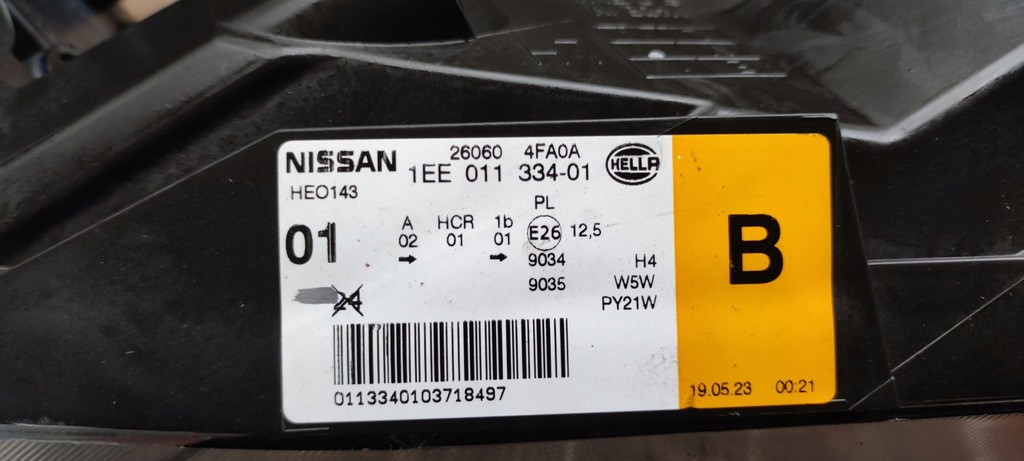 NISSAN 26060 4FA0A HELLA
1EE 011 334-01
HEO143
PL
01 A HCR 1b E26 12,5
02 01 01
→ → 9034 H4
9035 W5W
24 PY21W
B
0113340103718497
19.05.23 00:21